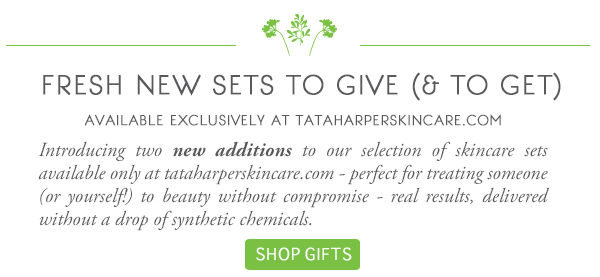 FRESH NEW SETS TO GIVE (& TO GET)
AVAILABLE EXCLUSIVELY AT TATAHARPERSKINCARE.COM
Introducing two new additions to our selection of skincare sets
available only at tataharperskincare.com - perfect for treating someone
(or yourself!) to beauty without compromise - real results, delivered
without a drop of synthetic chemicals.
SHOP GIFTS